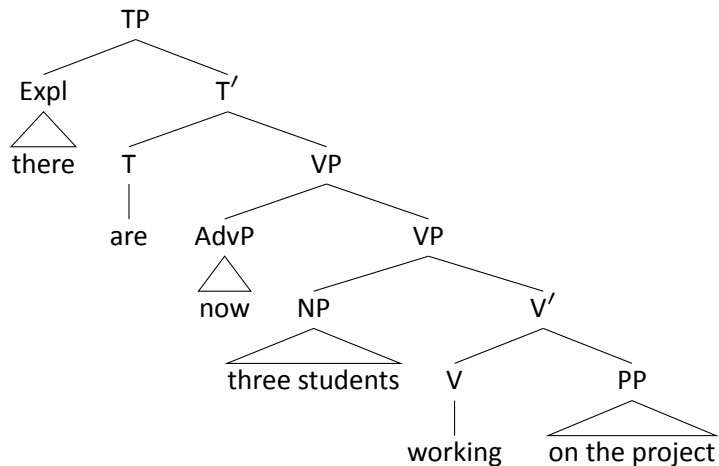 TP
Expl T′
there T VP
are AdvP VP
now NP V′
three students V PP
working on the project